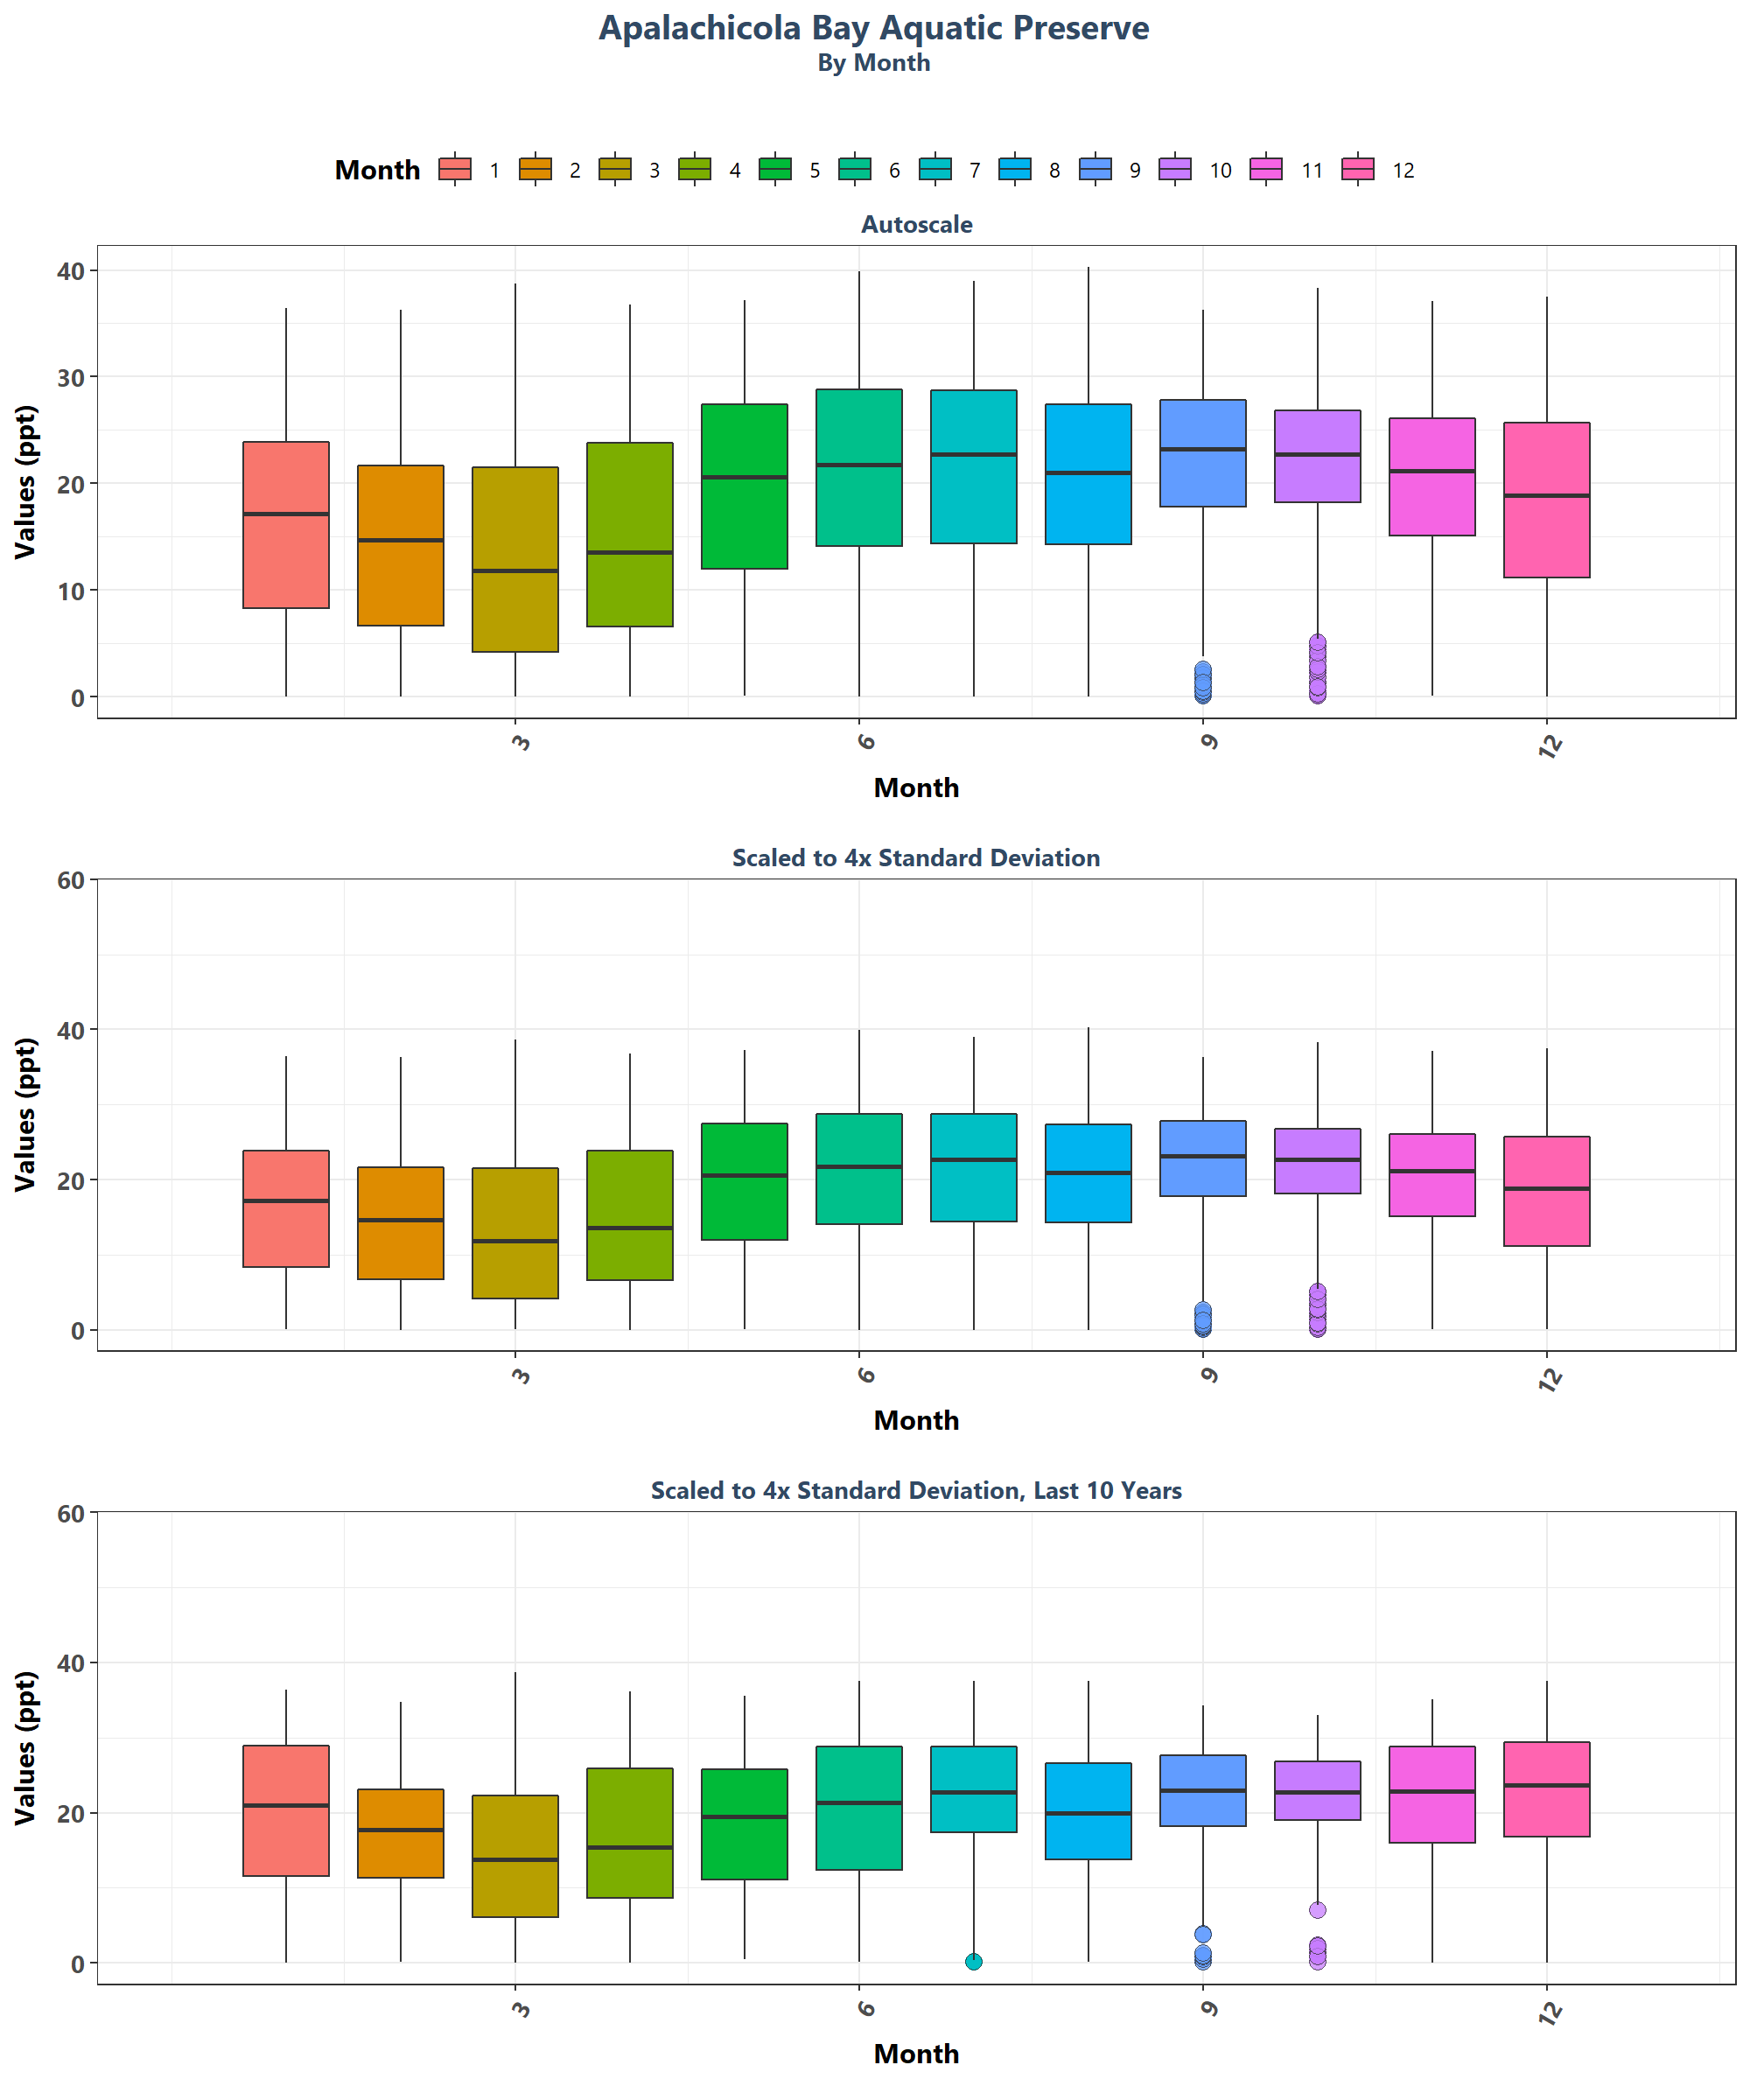 Apalachicola Bay Aquatic Preserve
By Month
Month 1 2 3 4 5 6 7 8 9 10 11 12
Autoscale
Values (ppt)
40
30
20
10
0
3 6 9 12
Month
Scaled to 4x Standard Deviation
Values (ppt)
60
40
20
0
3 6 9 12
Month
Scaled to 4x Standard Deviation, Last 10 Years
Values (ppt)
60
40
20
0
3 6 9 12
Month